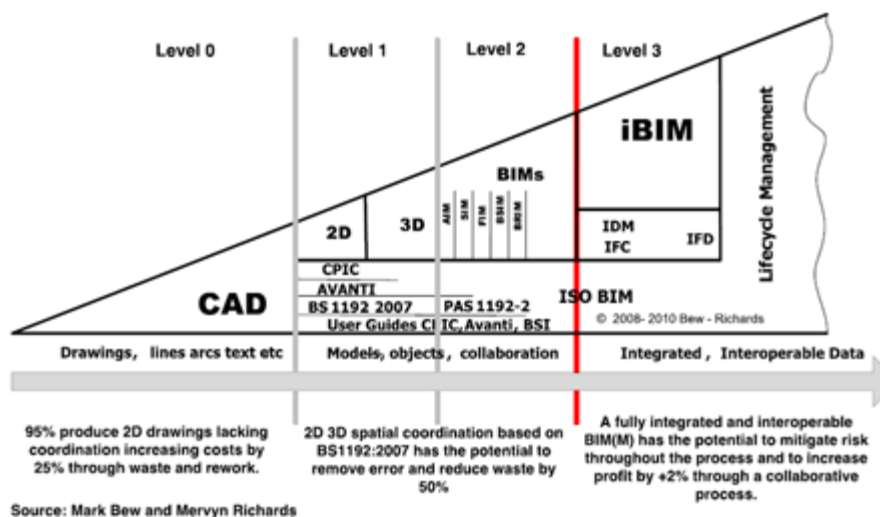 Level 0
Level 1
Level 2
Level 3
iBIM
BIMs
2D
3D
AIM
SIM
FIM
BSIM
BRIM
IDM
IFC
IFD
Lifecycle Management
CAD
CPIC
AVANTI
BS 1192 2007
PAS 1192-2
User Guides CPIC, Avanti, BSI
ISO BIM
© 2008- 2010 Bew - Richards
Drawings, lines arcs text etc
Models, objects, collaboration
Integrated, Interoperable Data
95% produce 2D drawings lacking
coordination increasing costs by
25% through waste and rework.
2D 3D spatial coordination based on
BS1192:2007 has the potential to
remove error and reduce waste by
50%
A fully integrated and interoperable
BIM(M) has the potential to mitigate risk
throughout the process and to increase
profit by +2% through a collaborative
process.
Source: Mark Bew and Mervyn Richards